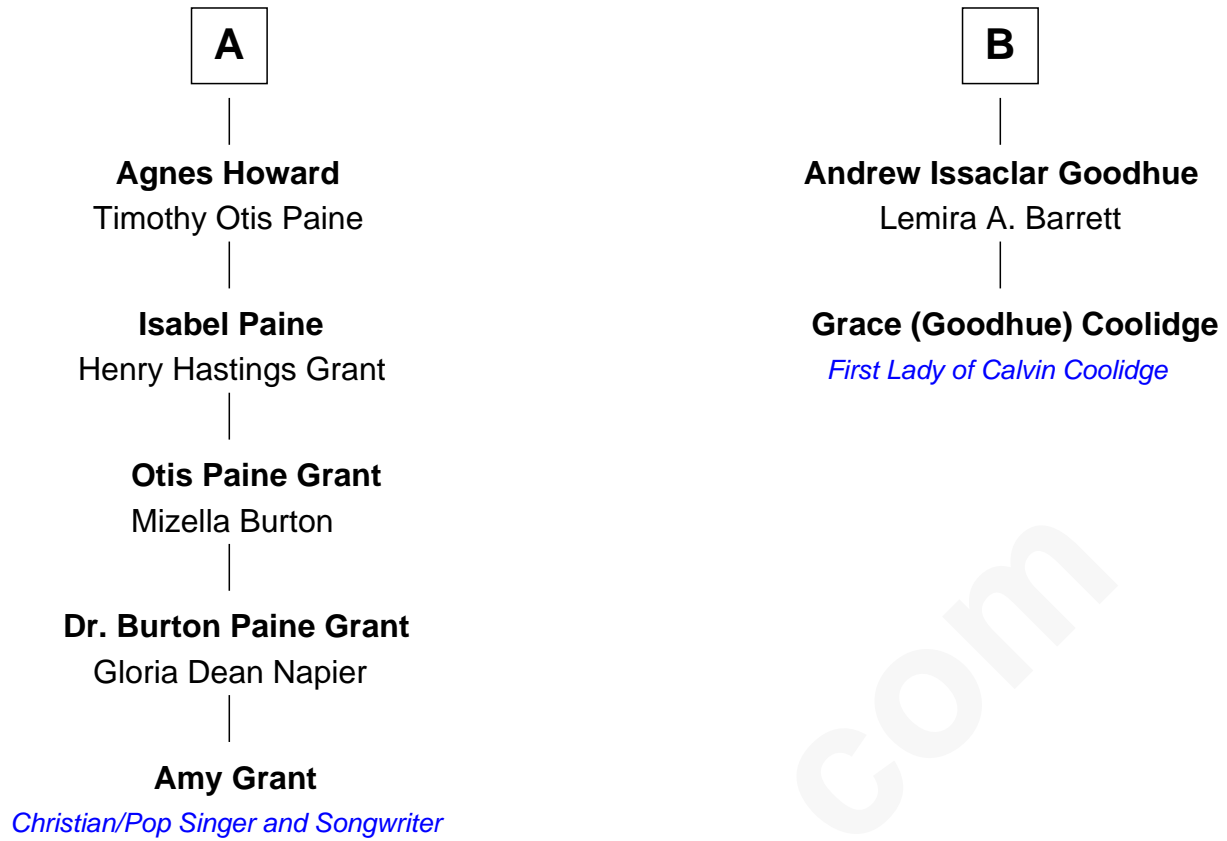 A
Agnes Howard
Timothy Otis Paine
Isabel Paine
Henry Hastings Grant
Otis Paine Grant
Mizella Burton
Dr. Burton Paine Grant
Gloria Dean Napier
Amy Grant
Christian/Pop Singer and Songwriter
B
Andrew Issaclar Goodhue
Lemira A. Barrett
Grace (Goodhue) Coolidge
First Lady of Calvin Coolidge
com